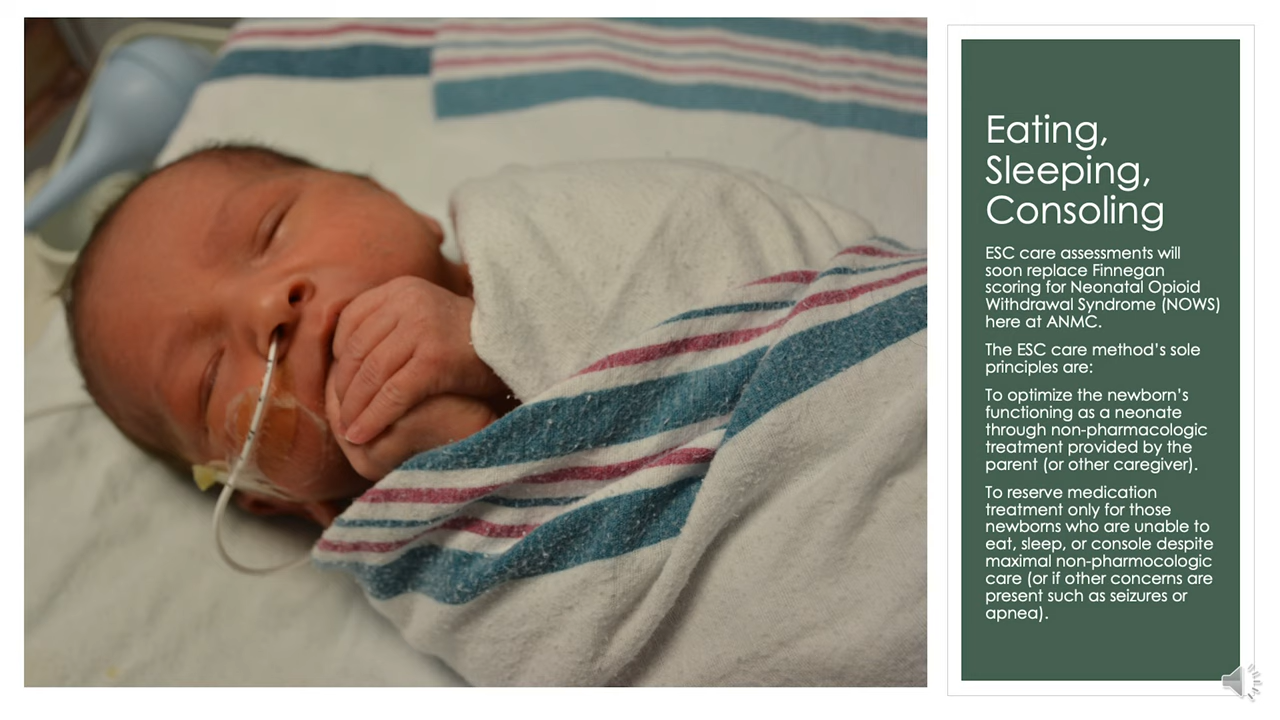 Eating,
Sleeping,
Consoling
ESC care assessments will
soon replace Finnegan
scoring for Neonatal Opioid
Withdrawal Syndrome (NOWS)
here at ANMC.
The ESC care method's sole
principles are:
To optimize the newborn's
functioning as a neonate
through non-pharmacologic
treatment provided by the
parent (or other caregiver).
To reserve medication
treatment only for those
newborns who are unable to
eat, sleep, or console despite
maximal non-pharmocologic
care (or if other concerns are
present such as seizures or
apnea).